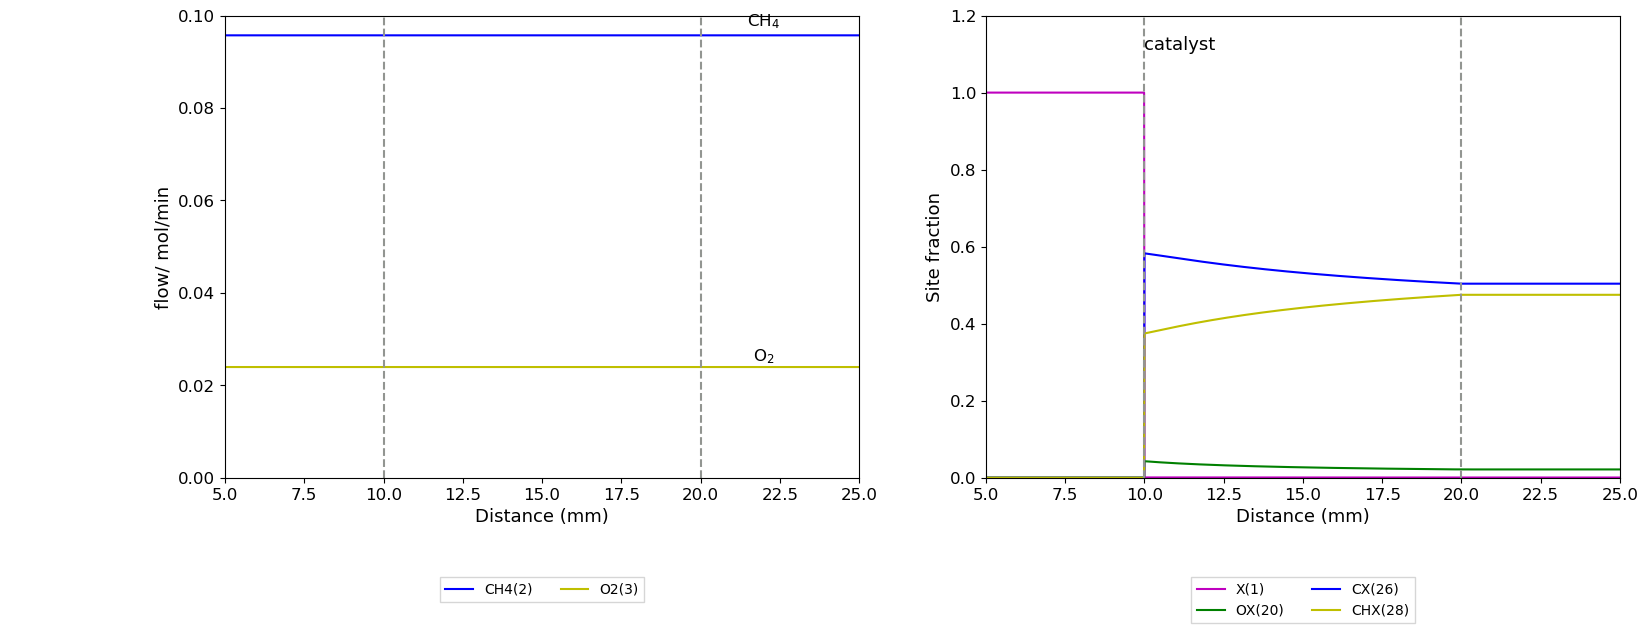 0.10
0.08
0.06
0.04
0.02
0.00
flow/ mol/min
CH4
O2
5.0 7.5 10.0 12.5 15.0 17.5 20.0 22.5 25.0
Distance (mm)
CH4(2) O2(3)
1.2
1.0
0.8
0.6
0.4
0.2
0.0
Site fraction
catalyst
5.0 7.5 10.0 12.5 15.0 17.5 20.0 22.5 25.0
Distance (mm)
X(1) CX(26)
OX(20) CHX(28)